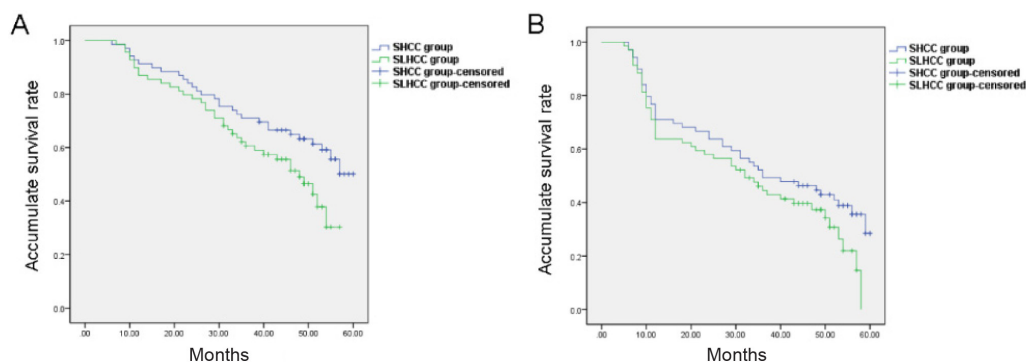 A
Accumulate survival rate
1.0
0.8
0.6
0.4
0.2
0.0
.00 10.00 20.00 30.00 40.00 50.00 60.00
Months
SHCC group
SLHCC group
SHCC group-censored
SLHCC group-censored
B
Accumulate survival rate
1.0
0.8
0.6
0.4
0.2
0.0
.00 10.00 20.00 30.00 40.00 50.00 60.00
Months
SHCC group
SLHCC group
SHCC group-censored
SLHCC group-censored